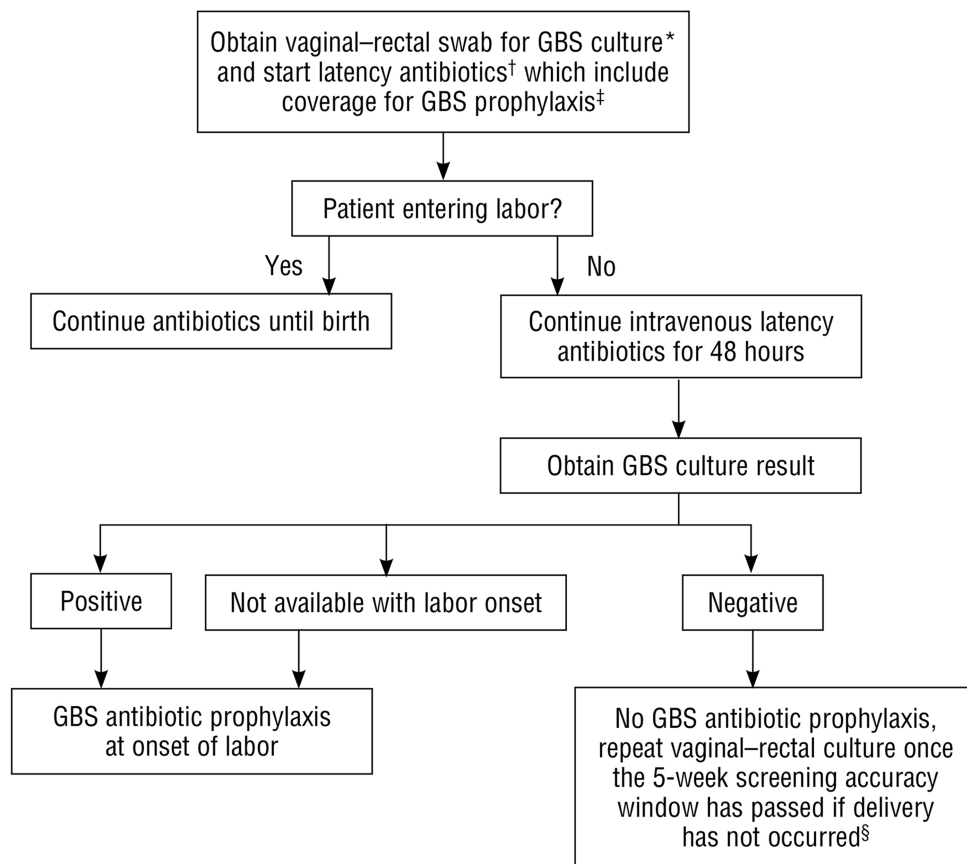 Obtain vaginal–rectal swab for GBS culture*
and start latency antibiotics† which include
coverage for GBS prophylaxis‡
Patient entering labor?
Yes
No
Continue antibiotics until birth
Continue intravenous latency
antibiotics for 48 hours
Obtain GBS culture result
Positive
Not available with labor onset
Negative
GBS antibiotic prophylaxis
at onset of labor
No GBS antibiotic prophylaxis,
repeat vaginal–rectal culture once
the 5-week screening accuracy
window has passed if delivery
has not occurred§